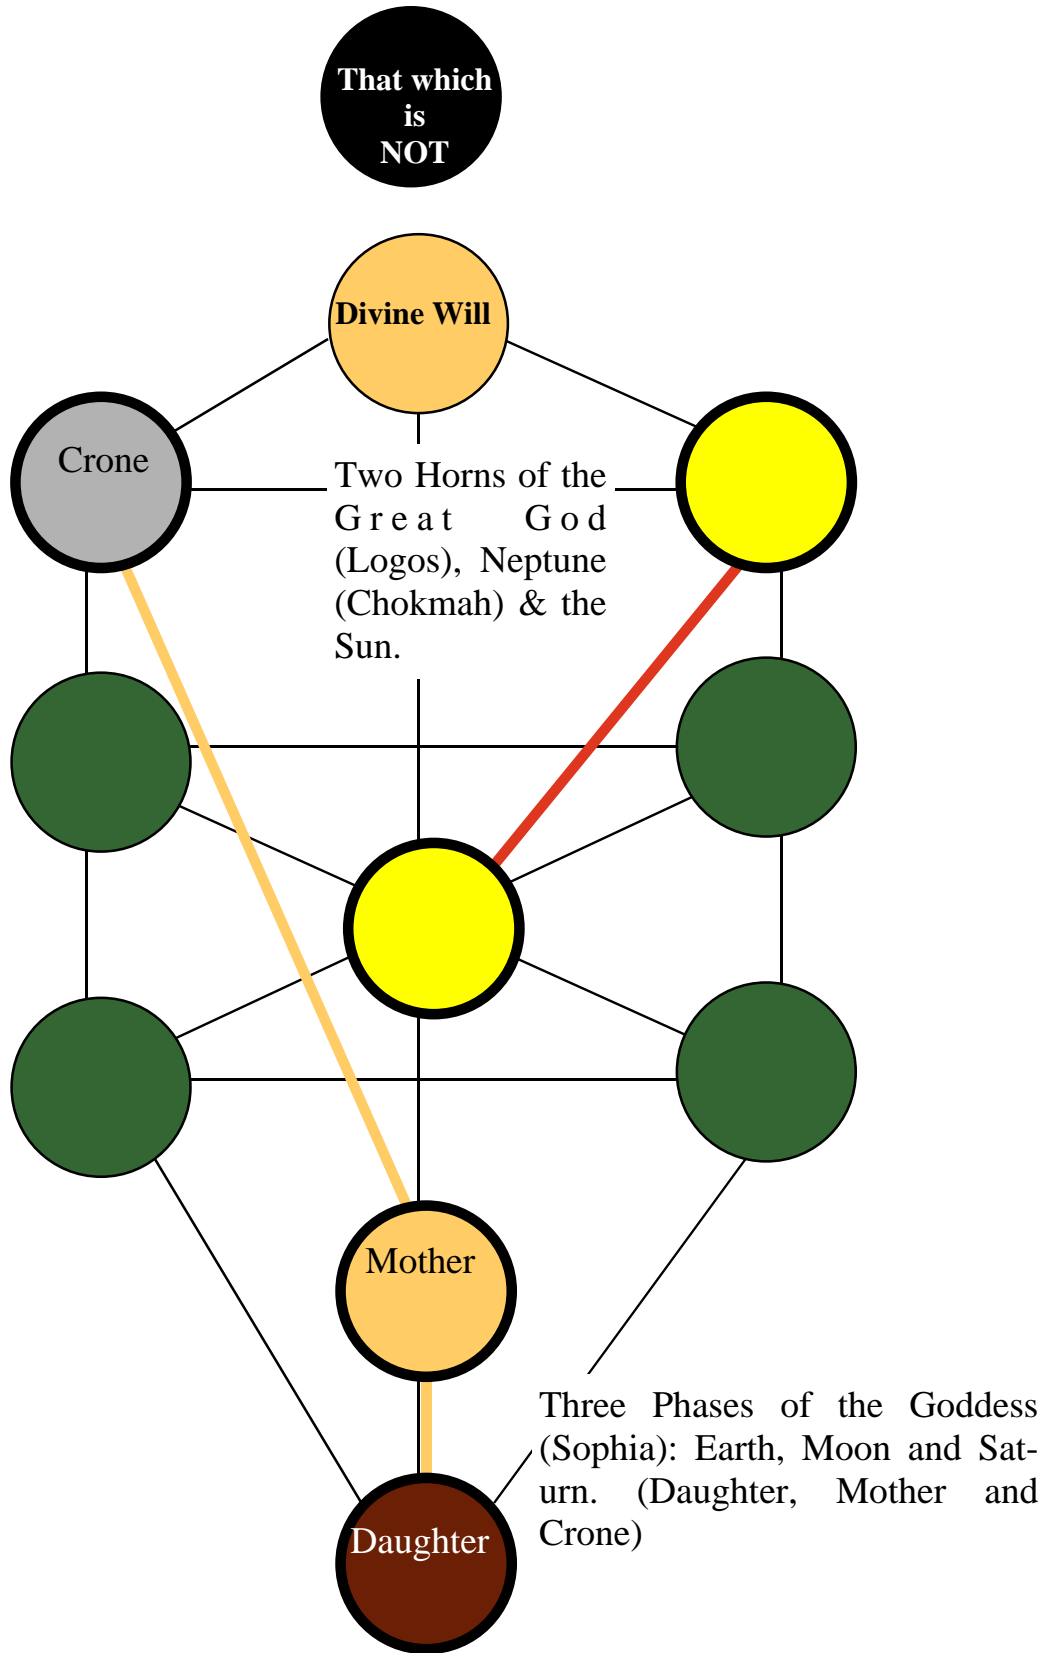 That which
is
NOT
Divine Will
Crone
Two Horns of the
Great God
(Logos), Neptune
(Chokmah) & the
Sun.
Mother
Three Phases of the Goddess
(Sophia): Earth, Moon and Sat-
urn. (Daughter, Mother and
Crone)
Daughter